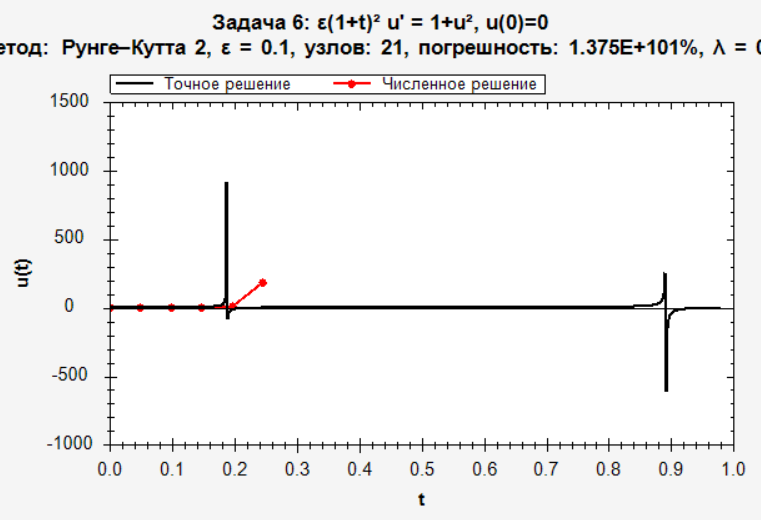 Задача 6: ε(1+t)² u' = 1+u², u(0)=0
етод: Рунге–Кутта 2, ε = 0.1, узлов: 21, погрешность: 1.375E+101%, λ = 0
Точное решение Численное решение
1500
1000
500
0
-500
-1000
u(t)
0.0 0.1 0.2 0.3 0.4 0.5 0.6 0.7 0.8 0.9 1.0
t